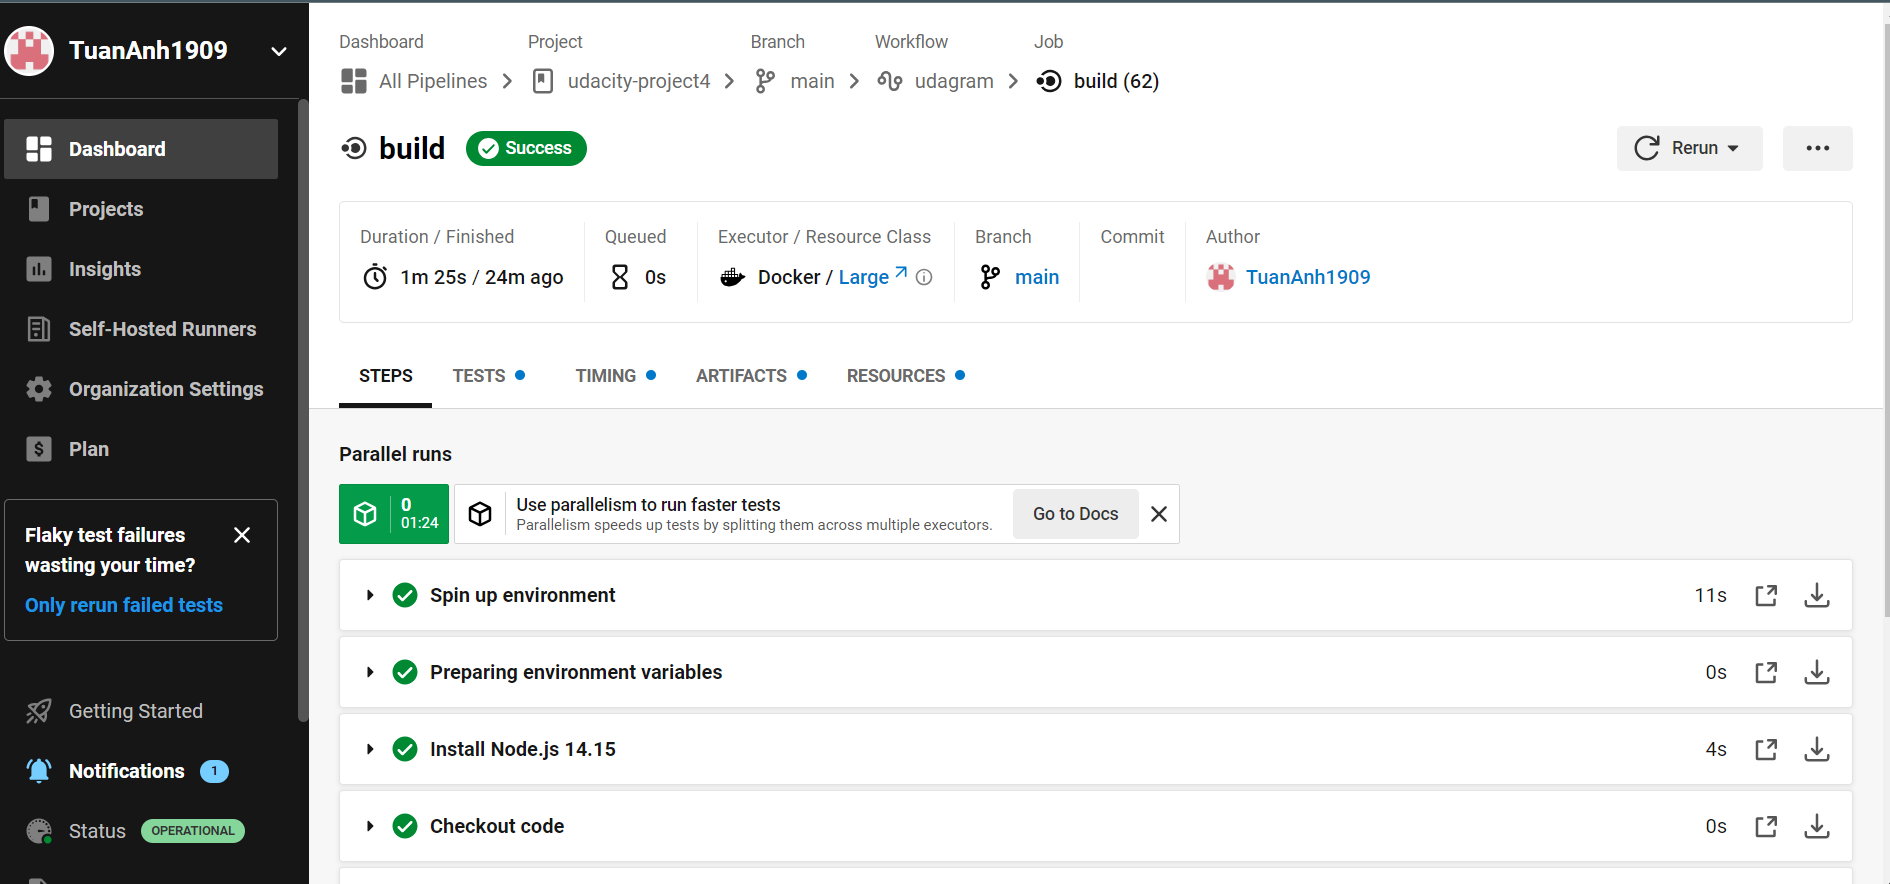 TuanAnh1909
Dashboard
Projects
Insights
Self-Hosted Runners
Organization Settings
Plan
Flaky test failures
wasting your time?
Only rerun failed tests
Getting Started
Notifications 1
Status OPERATIONAL
Dashboard Project Branch Workflow Job
All Pipelines udacity-project4 main udagram build (62)
build Success Rerun
Duration / Finished Queued Executor / Resource Class Branch Commit Author
1m 25s / 24m ago 0s Docker / Large main TuanAnh1909
STEPS TESTS TIMING ARTIFACTS RESOURCES
Parallel runs
0
01:24
Use parallelism to run faster tests
Parallelism speeds up tests by splitting them across multiple executors.
Go to Docs
Spin up environment 11s
Preparing environment variables 0s
Install Node.js 14.15 4s
Checkout code 0s